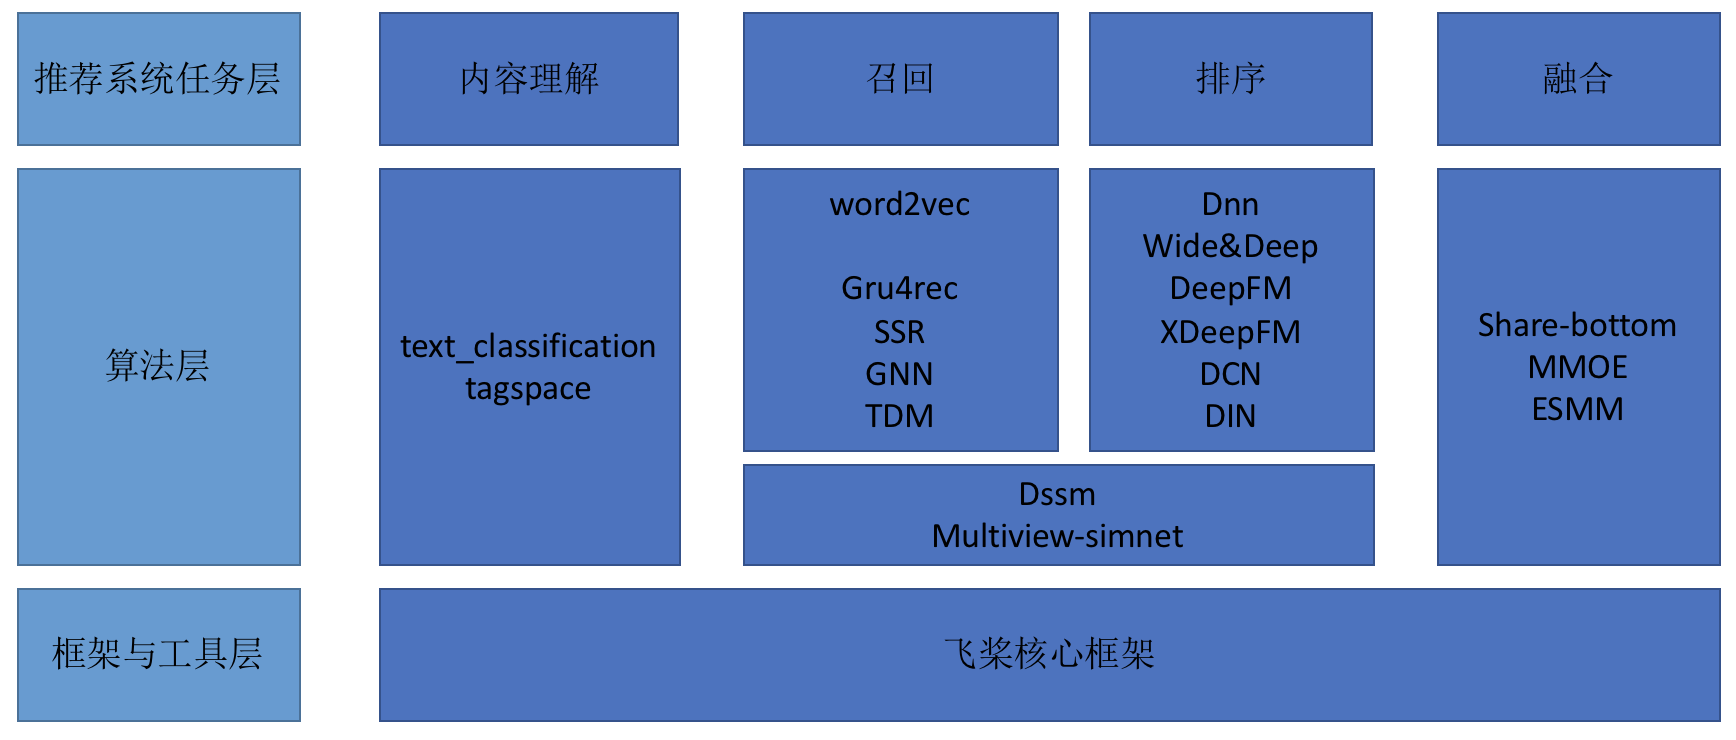 推荐系统任务层
内容理解
召回
排序
融合
算法层
text_classification
tagspace
word2vec
Gru4rec
SSR
GNN
TDM
Dnn
Wide&Deep
DeepFM
XDeepFM
DCN
DIN
Dssm
Multiview-simnet
Share-bottom
MMOE
ESMM
框架与工具层
飞桨核心框架